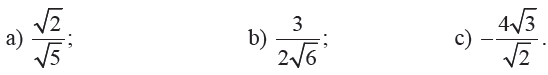 a) √2/√5; b) 3/(2√6); c) −4√3/√2.